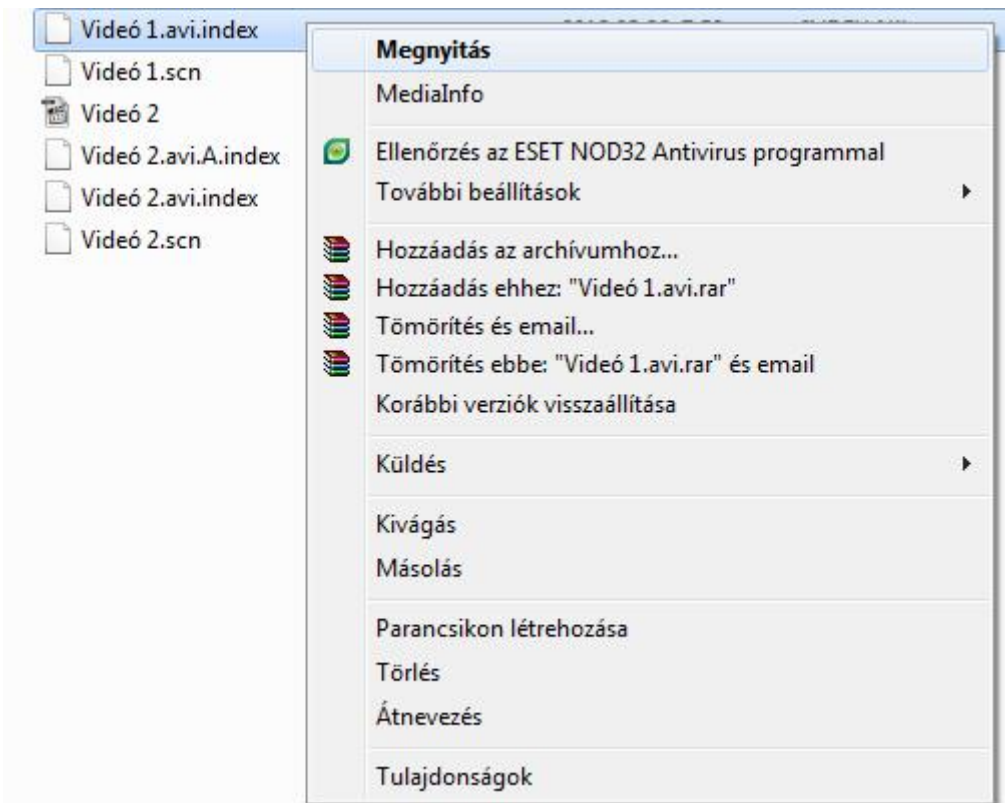 Videó 1.avi.index
Videó 1.scn
Videó 2
Videó 2.avi.A.index
Videó 2.avi.index
Videó 2.scn
Megnyitás
MediaInfo
Ellenőrzés az ESET NOD32 Antivirus programmal
További beállítások
Hozzáadás az archívumhoz...
Hozzáadás ehhez: "Videó 1.avi.rar"
Tömörítés és email...
Tömörítés ebbe: "Videó 1.avi.rar" és email
Korábbi verziók visszaállítása
Küldés
Kivágás
Másolás
Parancsikon létrehozása
Törlés
Átnevezés
Tulajdonságok